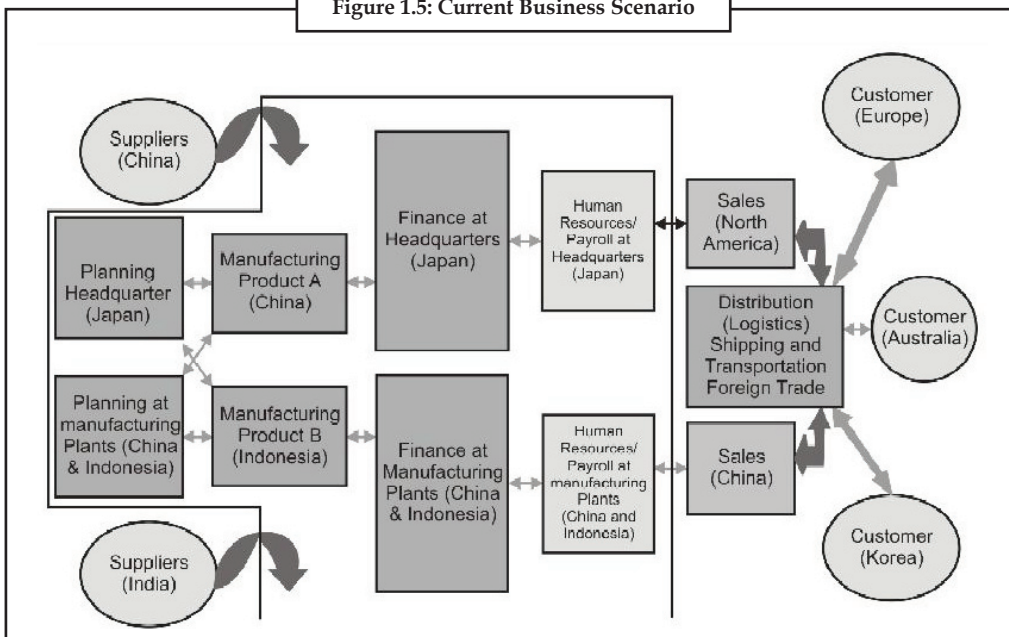 Figure 1.5: Current Business Scenario
Suppliers
(China)
Planning
Headquarter
(Japan)
Manufacturing
Product A
(China)
Finance at
Headquarters
(Japan)
Human
Resources/
Payroll at
Headquarters
(Japan)
Sales
(North
America)
Customer
(Europe)
Distribution
(Logistics)
Shipping and
Transportation
Foreign Trade
Customer
(Australia)
Planning at
manufacturing
Plants (China
& Indonesia)
Manufacturing
Product B
(Indonesia)
Finance at
Manufacturing
Plants (China
& Indonesia)
Human
Resources/
Payroll at
manufacturing
Plants
(China and
Indonesia)
Sales
(China)
Suppliers
(India)
Customer
(Korea)